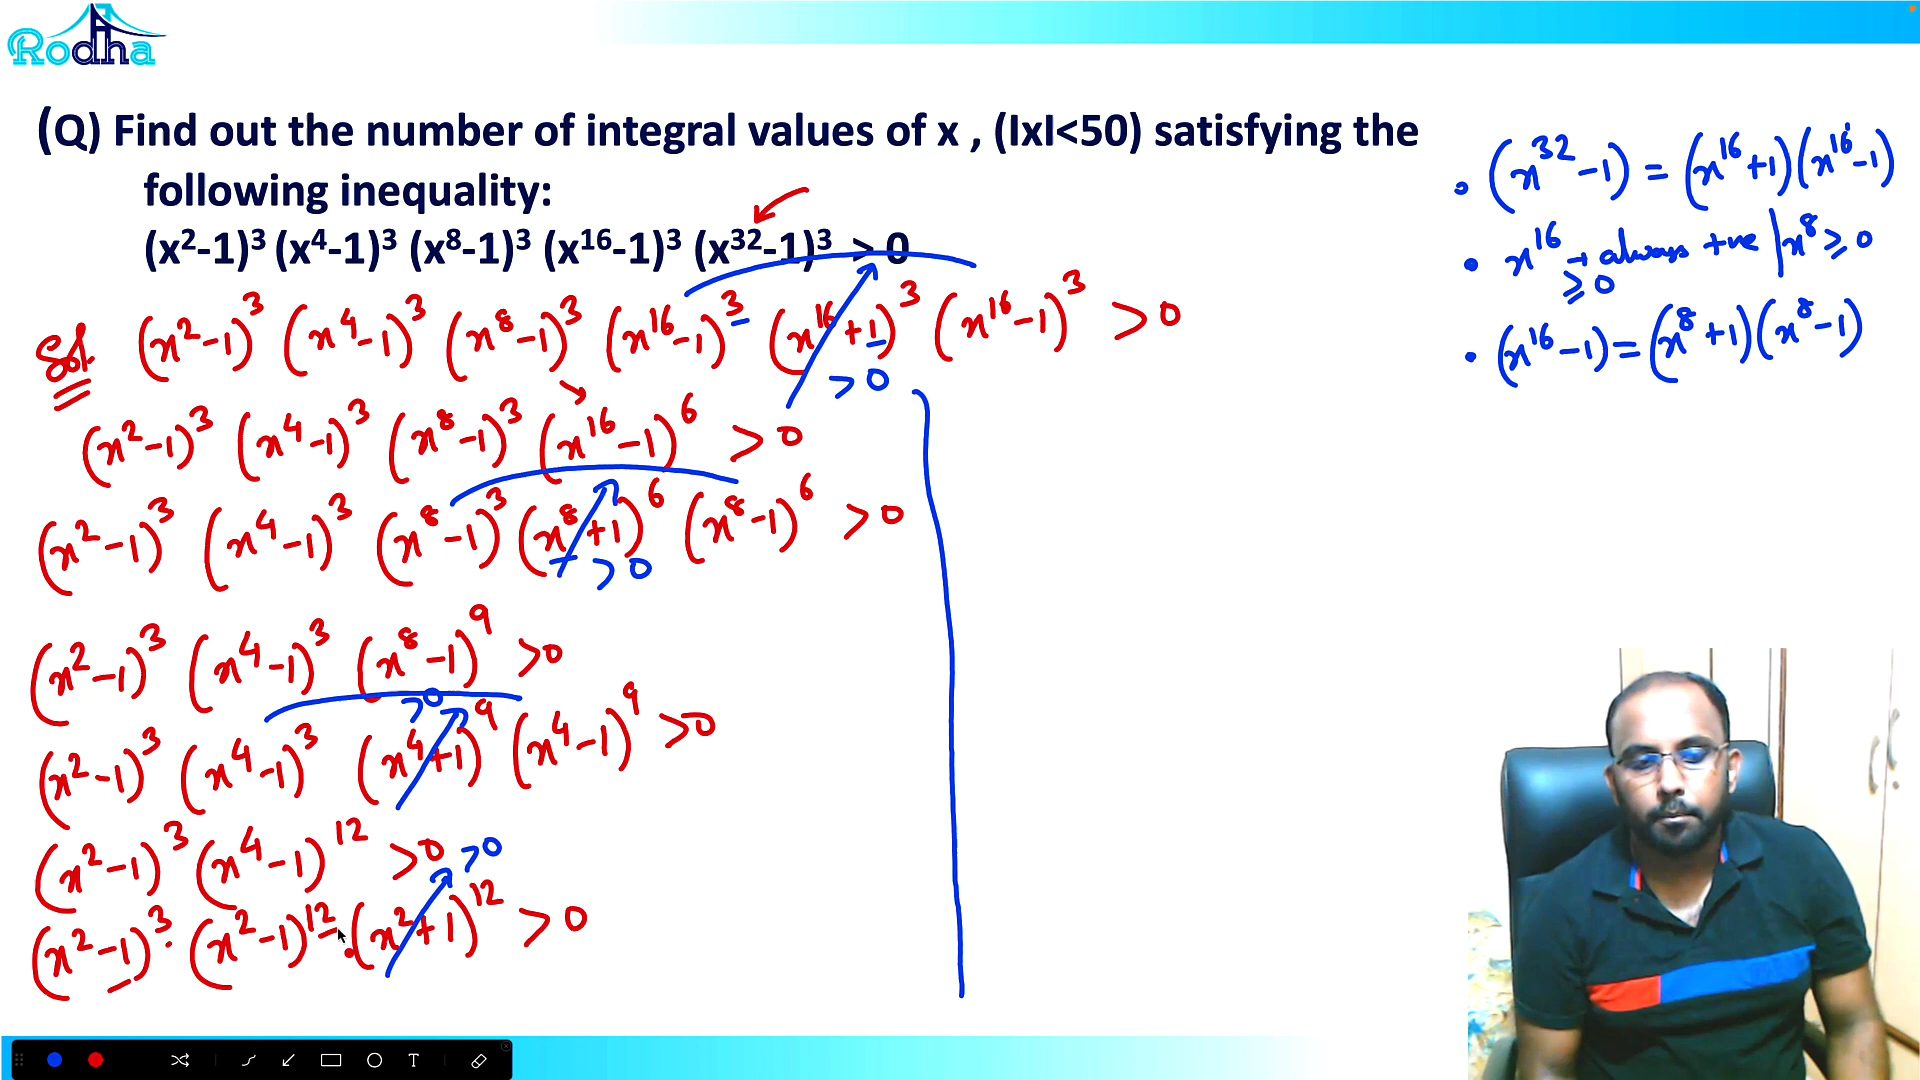 Rodha
(Q) Find out the number of integral values of x , (IxI<50) satisfying the
following inequality:
(x²-1)³ (x⁴-1)³ (x⁸-1)³ (x¹⁶-1)³ (x³²-1)³ > 0
Sol (x²-1)³ (x⁴-1)³ (x⁸-1)³ (x¹⁶-1)³ (x¹⁶+1)³ (x¹⁶-1)³ >0
>0
(x²-1)³ (x⁴-1)³ (x⁸-1)³ (x¹⁶-1)⁶ >0
(x²-1)³ (x⁴-1)³ (x⁸-1)³ (x⁸+1)⁶ (x⁸-1)⁶ >0
>0
(x²-1)³ (x⁴-1)³ (x⁸-1)⁹ >0
>0
(x²-1)³ (x⁴-1)³ (x⁴+1)⁹ (x⁴-1)⁹ >0
(x²-1)³ (x⁴-1)¹² >0 >0
(x²-1)³ . (x²-1)¹² . (x²+1)¹² >0
• (x³²-1) = (x¹⁶+1)(x¹⁶-1)
• x¹⁶ → always +ve | x⁸ ≥ 0
≥ 0
• (x¹⁶-1) = (x⁸+1)(x⁸-1)
T